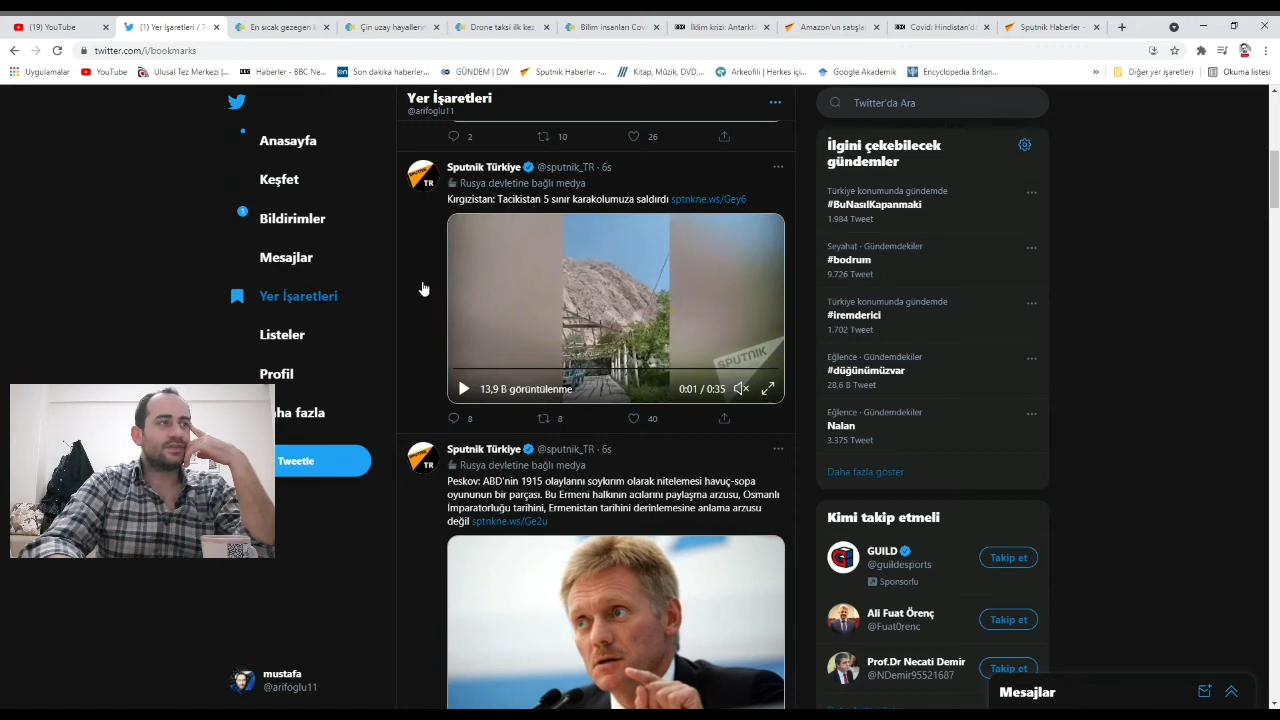 (19) YouTube
(1) Yer İşaretleri / T
En sıcak gezegen k
Çin uzay hayallerin
Drone taksi ilk kez
Bilim insanları Cov
İklim krizi: Antarkt
Amazon'un satışla
Covid: Hindistan'd
Sputnik Haberler -
twitter.com/i/bookmarks
Uygulamalar
YouTube
Ulusal Tez Merkezi |...
Haberler - BBC Ne...
Son dakika haberler...
GÜNDEM | DW
Sputnik Haberler -...
Kitap, Müzik, DVD,...
Arkeofili | Herkes içi...
Google Akademik
Encyclopedia Britan...
»
Diğer yer işaretleri
Okuma listesi
Anasayfa
Keşfet
1
Bildirimler
Mesajlar
Yer İşaretleri
Listeler
Profil
aha fazla
Tweetle
mustafa
@arifoglu11
Yer İşaretleri
@arifoglu11
2 10 26
Sputnik Türkiye @sputnik_TR · 6s
Rusya devletine bağlı medya
Kırgızistan: Tacikistan 5 sınır karakolumuza saldırdı sptnkne.ws/Gey6
SPUTNIK
13,9 B görüntülenme 0:01 / 0:35
8 8 40
Sputnik Türkiye @sputnik_TR · 6s
Rusya devletine bağlı medya
Peskov: ABD'nin 1915 olaylarını soykırım olarak nitelemesi havuç-sopa
oyununun bir parçası. Bu Ermeni halkının acılarını paylaşma arzusu, Osmanlı
İmparatorluğu tarihini, Ermenistan tarihini derinlemesine anlama arzusu
değil sptnkne.ws/Ge2u
Twitter'da Ara
İlgini çekebilecek
gündemler
Türkiye konumunda gündemde
#BuNasılKapanmaki
1.984 Tweet
Seyahat · Gündemdekiler
#bodrum
9.726 Tweet
Türkiye konumunda gündemde
#iremderici
1.702 Tweet
Eğlence · Gündemdekiler
#düğünümüzvar
28,6 B Tweet
Eğlence · Gündemdekiler
Nalan
3.375 Tweet
Daha fazla göster
Kimi takip etmeli
GUILD
@guildesports
Sponsorlu
Takip et
Ali Fuat Örenç
@Fuat0renc
Takip et
Prof.Dr Necati Demir
@NDemir95521687
Takip et
Mesajlar